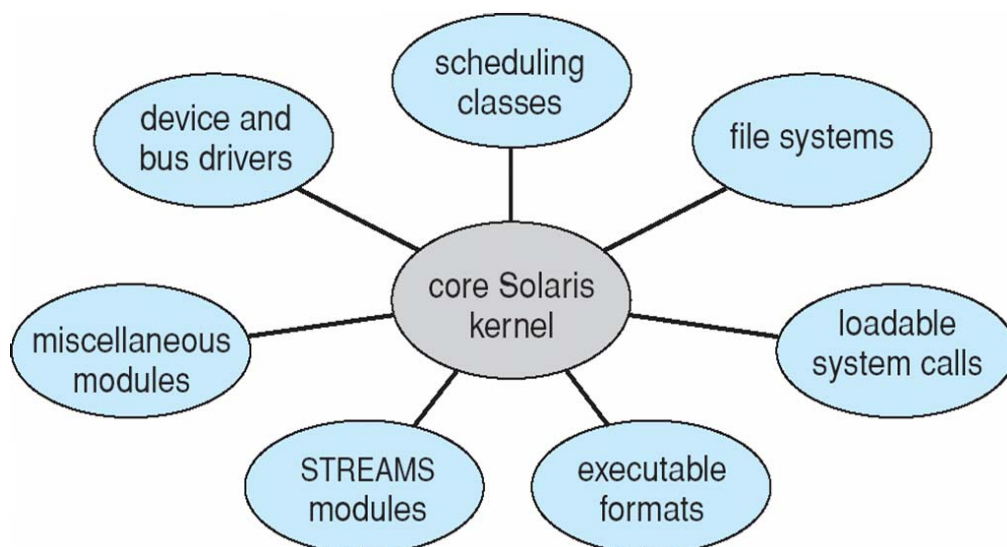 scheduling
classes
device and
bus drivers
file systems
core Solaris
kernel
miscellaneous
modules
loadable
system calls
STREAMS
modules
executable
formats